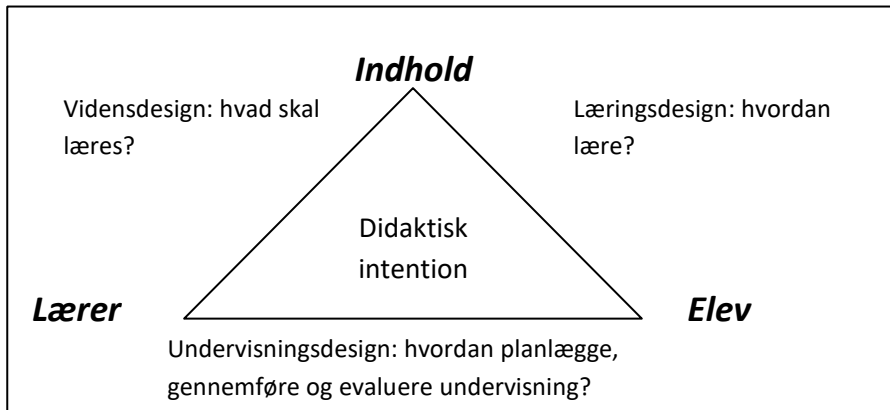 Indhold
Vidensdesign: hvad skal
læres?
Læringsdesign: hvordan
lære?
Didaktisk
intention
Lærer
Elev
Undervisningsdesign: hvordan planlægge,
gennemføre og evaluere undervisning?